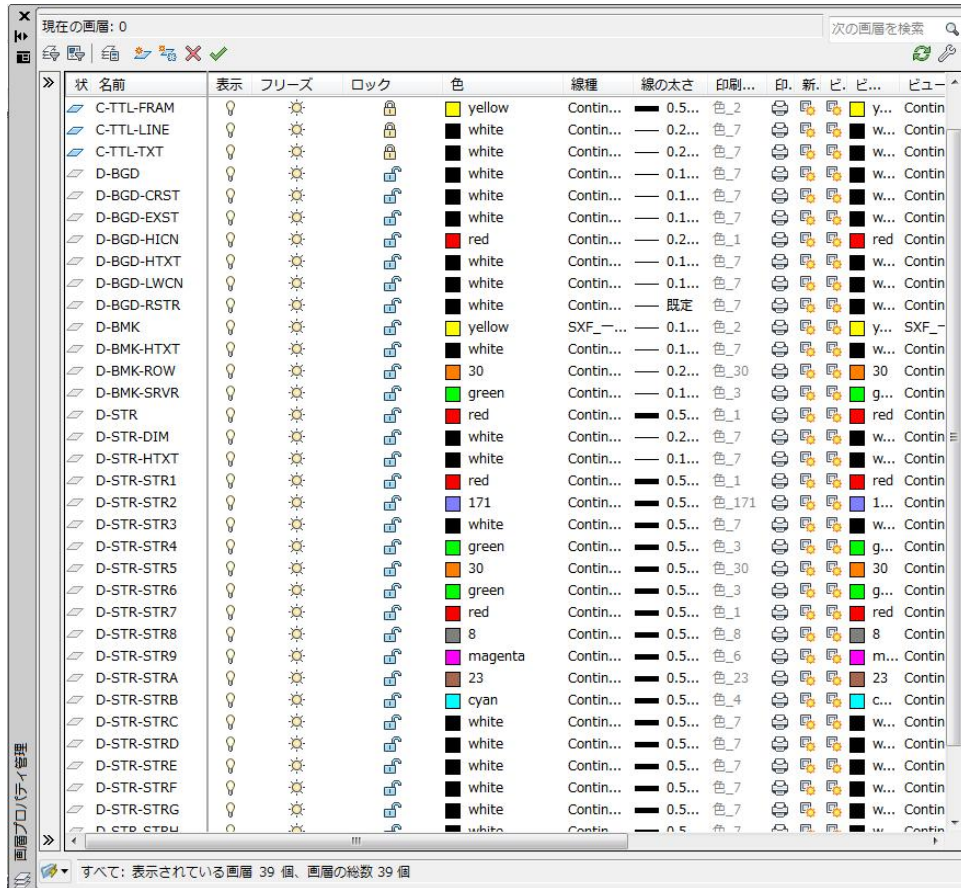 現在の画層: 0
次の画層を検索
状 名前 表示 フリーズ ロック 色 線種 線の太さ 印刷... 印. 新. ビ. ビ... ビュー
C-TTL-FRAM yellow Contin... 0.5... 色_2 y... Contin
C-TTL-LINE white Contin... 0.2... 色_7 w... Contin
C-TTL-TXT white Contin... 0.2... 色_7 w... Contin
D-BGD white Contin... 0.1... 色_7 w... Contin
D-BGD-CRST white Contin... 0.1... 色_7 w... Contin
D-BGD-EXST white Contin... 0.1... 色_7 w... Contin
D-BGD-HICN red Contin... 0.2... 色_1 red Contin
D-BGD-HTXT white Contin... 0.1... 色_7 w... Contin
D-BGD-LWCN white Contin... 0.1... 色_7 w... Contin
D-BGD-RSTR white Contin... 既定 色_7 w... Contin
D-BMK yellow SXF_一... 0.1... 色_2 y... SXF_一
D-BMK-HTXT white Contin... 0.1... 色_7 w... Contin
D-BMK-ROW 30 Contin... 0.2... 色_30 30 Contin
D-BMK-SRVR green Contin... 0.1... 色_3 g... Contin
D-STR red Contin... 0.5... 色_1 red Contin
D-STR-DIM white Contin... 0.2... 色_7 w... Contin
D-STR-HTXT white Contin... 0.1... 色_7 w... Contin
D-STR-STR1 red Contin... 0.5... 色_1 red Contin
D-STR-STR2 171 Contin... 0.5... 色_171 1... Contin
D-STR-STR3 white Contin... 0.5... 色_7 w... Contin
D-STR-STR4 green Contin... 0.5... 色_3 g... Contin
D-STR-STR5 30 Contin... 0.5... 色_30 30 Contin
D-STR-STR6 green Contin... 0.5... 色_3 g... Contin
D-STR-STR7 red Contin... 0.5... 色_1 red Contin
D-STR-STR8 8 Contin... 0.5... 色_8 8 Contin
D-STR-STR9 magenta Contin... 0.5... 色_6 m... Contin
D-STR-STRA 23 Contin... 0.5... 色_23 23 Contin
D-STR-STRB cyan Contin... 0.5... 色_4 c... Contin
D-STR-STRC white Contin... 0.5... 色_7 w... Contin
D-STR-STRD white Contin... 0.5... 色_7 w... Contin
D-STR-STRE white Contin... 0.5... 色_7 w... Contin
D-STR-STRF white Contin... 0.5... 色_7 w... Contin
D-STR-STRG white Contin... 0.5... 色_7 w... Contin
D-STR-STRH white Contin... 0.5... 色_7 w... Contin
画層プロパティ管理
すべて: 表示されている画層 39 個、画層の総数 39 個